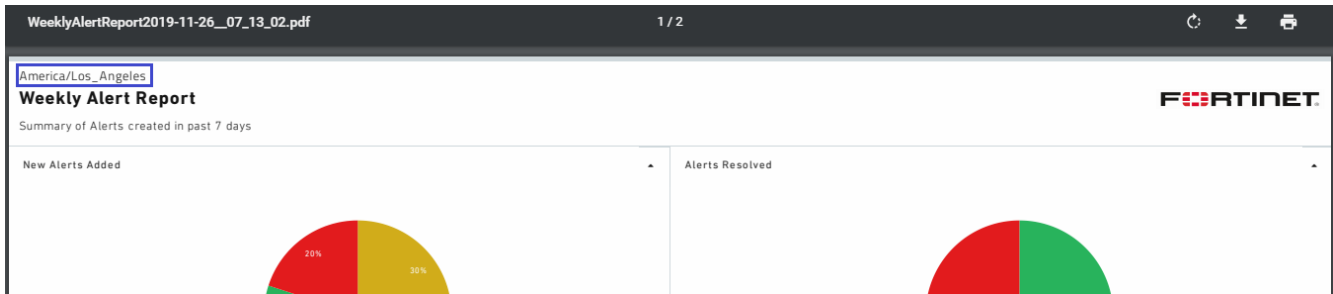 WeeklyAlertReport2019-11-26__07_13_02.pdf
1 / 2
America/Los_Angeles
Weekly Alert Report
FORTINET.
Summary of Alerts created in past 7 days
New Alerts Added
Alerts Resolved
20%
30%